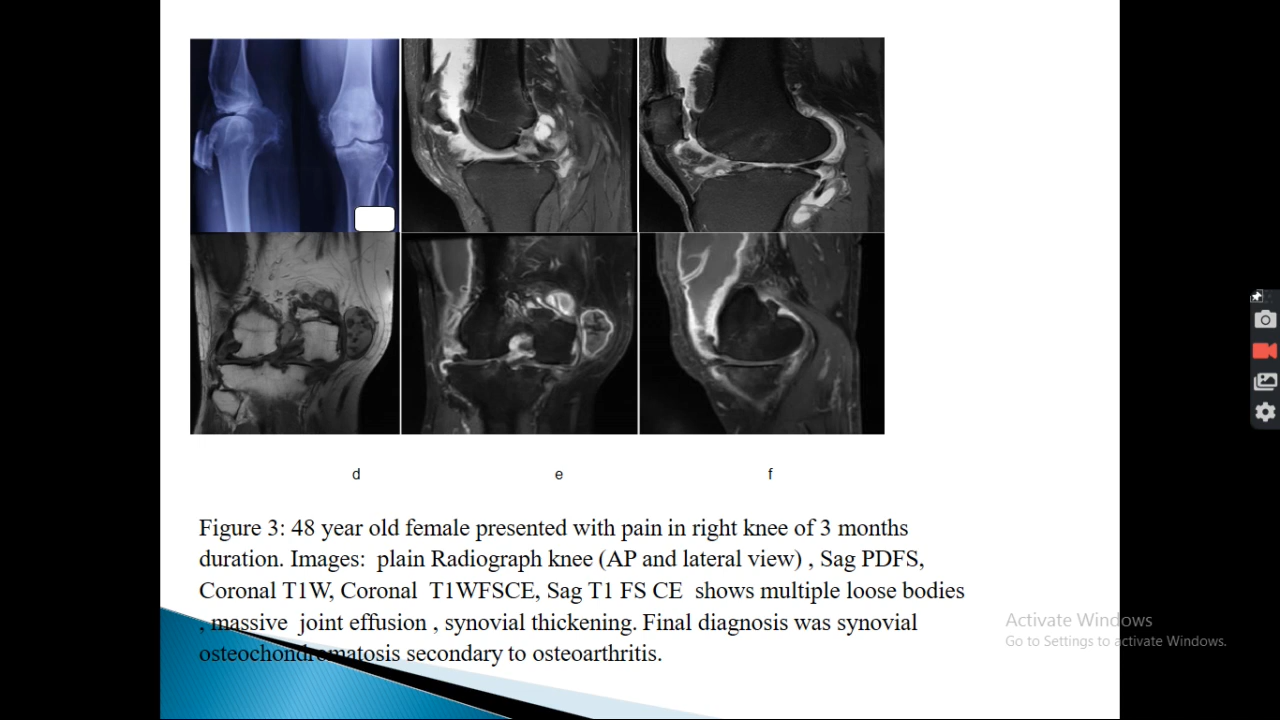 d e f
Figure 3: 48 year old female presented with pain in right knee of 3 months
duration. Images: plain Radiograph knee (AP and lateral view) , Sag PDFS,
Coronal T1W, Coronal T1WFSCE, Sag T1 FS CE shows multiple loose bodies
, massive joint effusion , synovial thickening. Final diagnosis was synovial
osteochondromatosis secondary to osteoarthritis.
Activate Windows
Go to Settings to activate Windows.